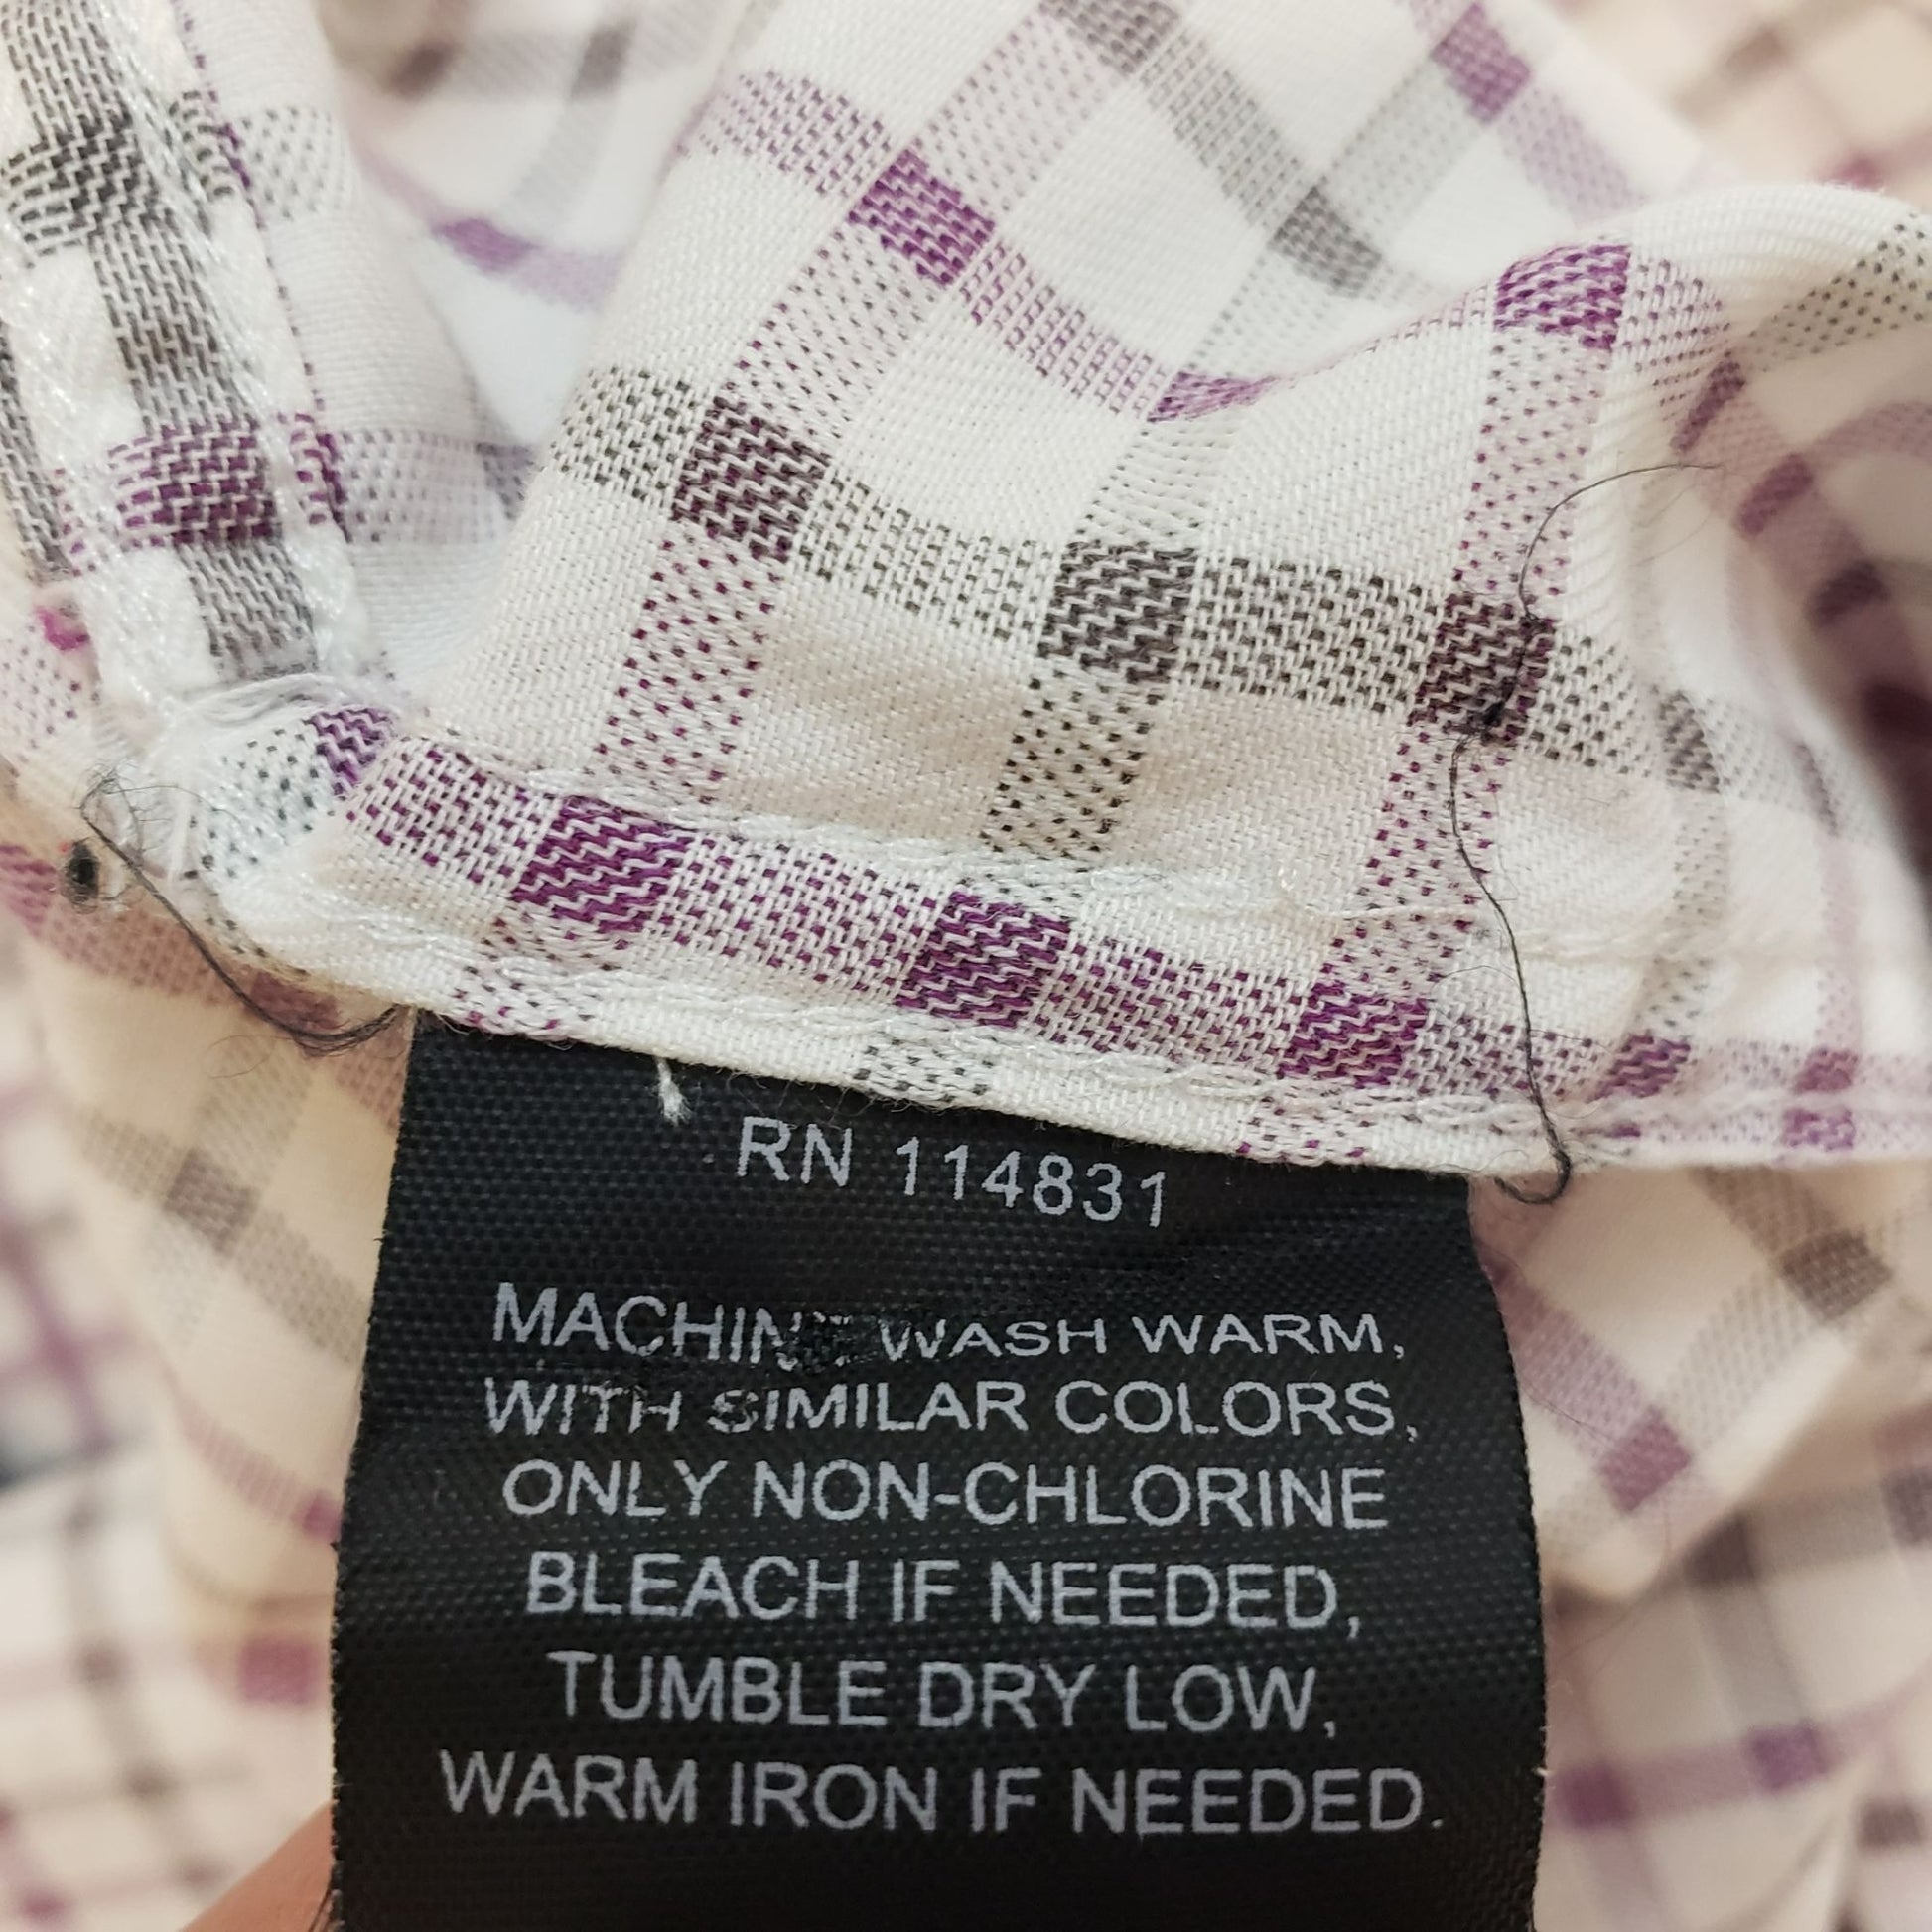 RN 114831
MACHINE WASH WARM,
WITH SIMILAR COLORS,
ONLY NON-CHLORINE
BLEACH IF NEEDED,
TUMBLE DRY LOW,
WARM IRON IF NEEDED.